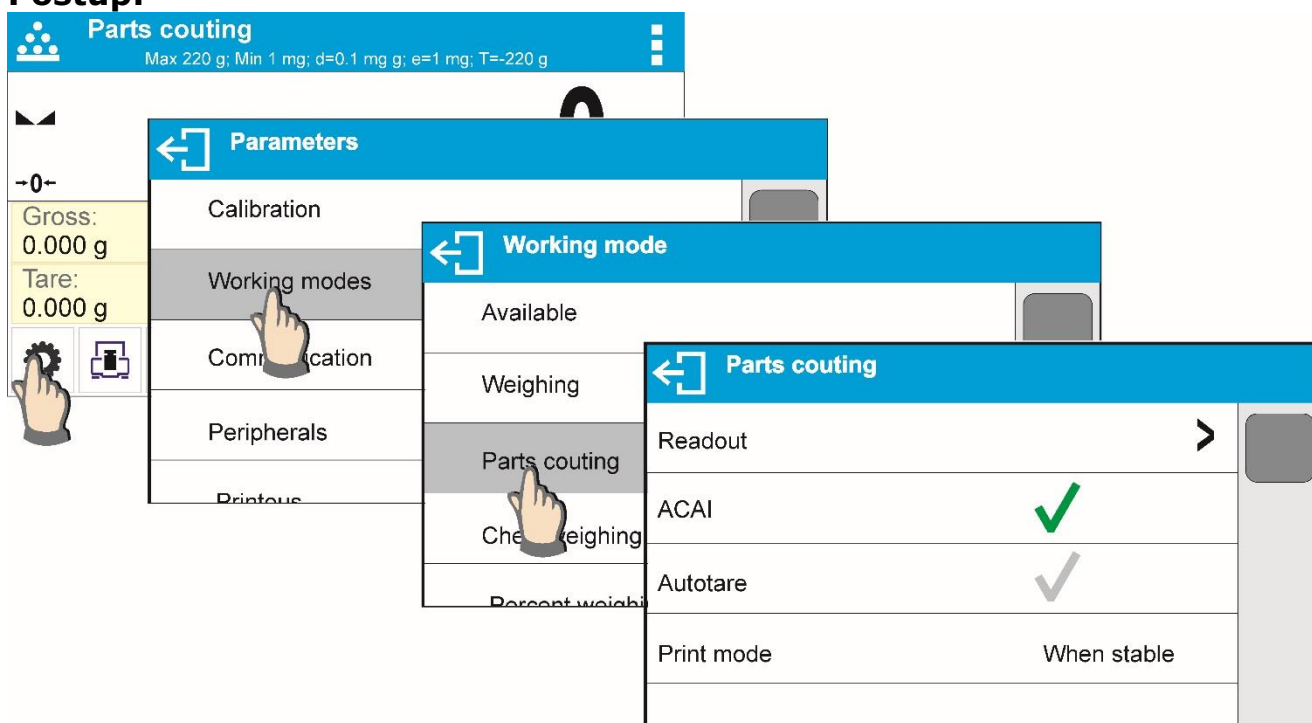 Postup:
Parts couting
Max 220 g; Min 1 mg; d=0.1 mg g; e=1 mg; T=-220 g
→0←
Gross:
0.000 g
Tare:
0.000 g
Parameters
Calibration
Working modes
Peripherals
Printous
Working mode
Available
Weighing
Parts couting
Parts couting
Readout
ACAI
Autotare
Print mode When stable